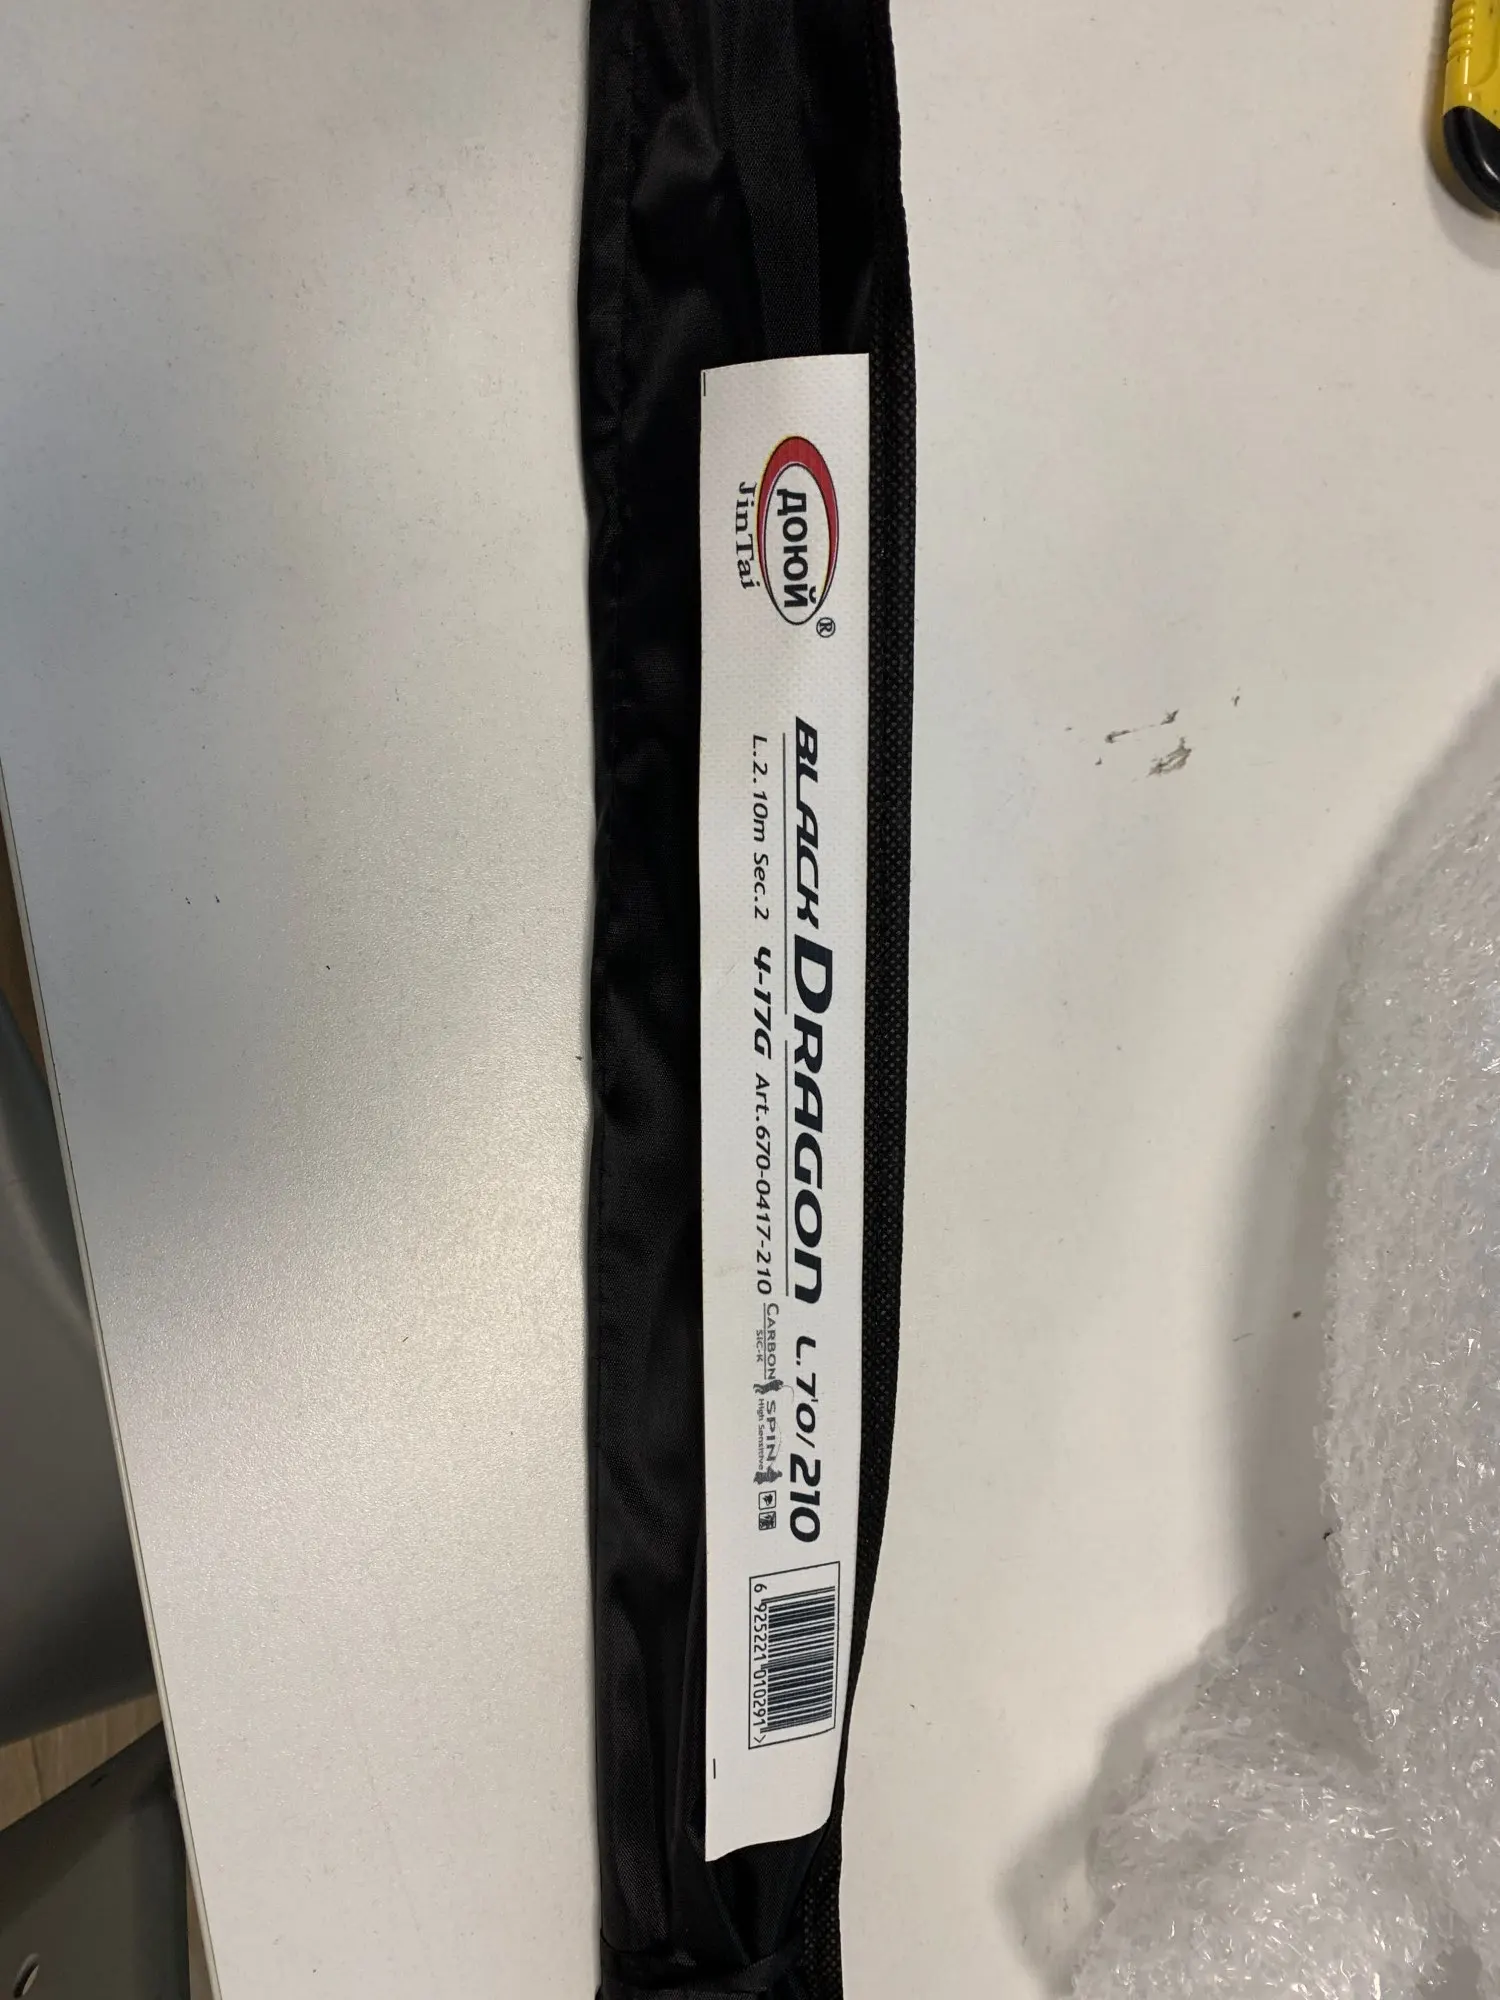 ДОЮЙ ®
JinTai
BLACK DRAGON L.7'0/210
L.2.10m Sec.2 4-17G Art.670-0417-210 CARBON SPIN
SIC-K High Sensitive
6 925221 010291 >